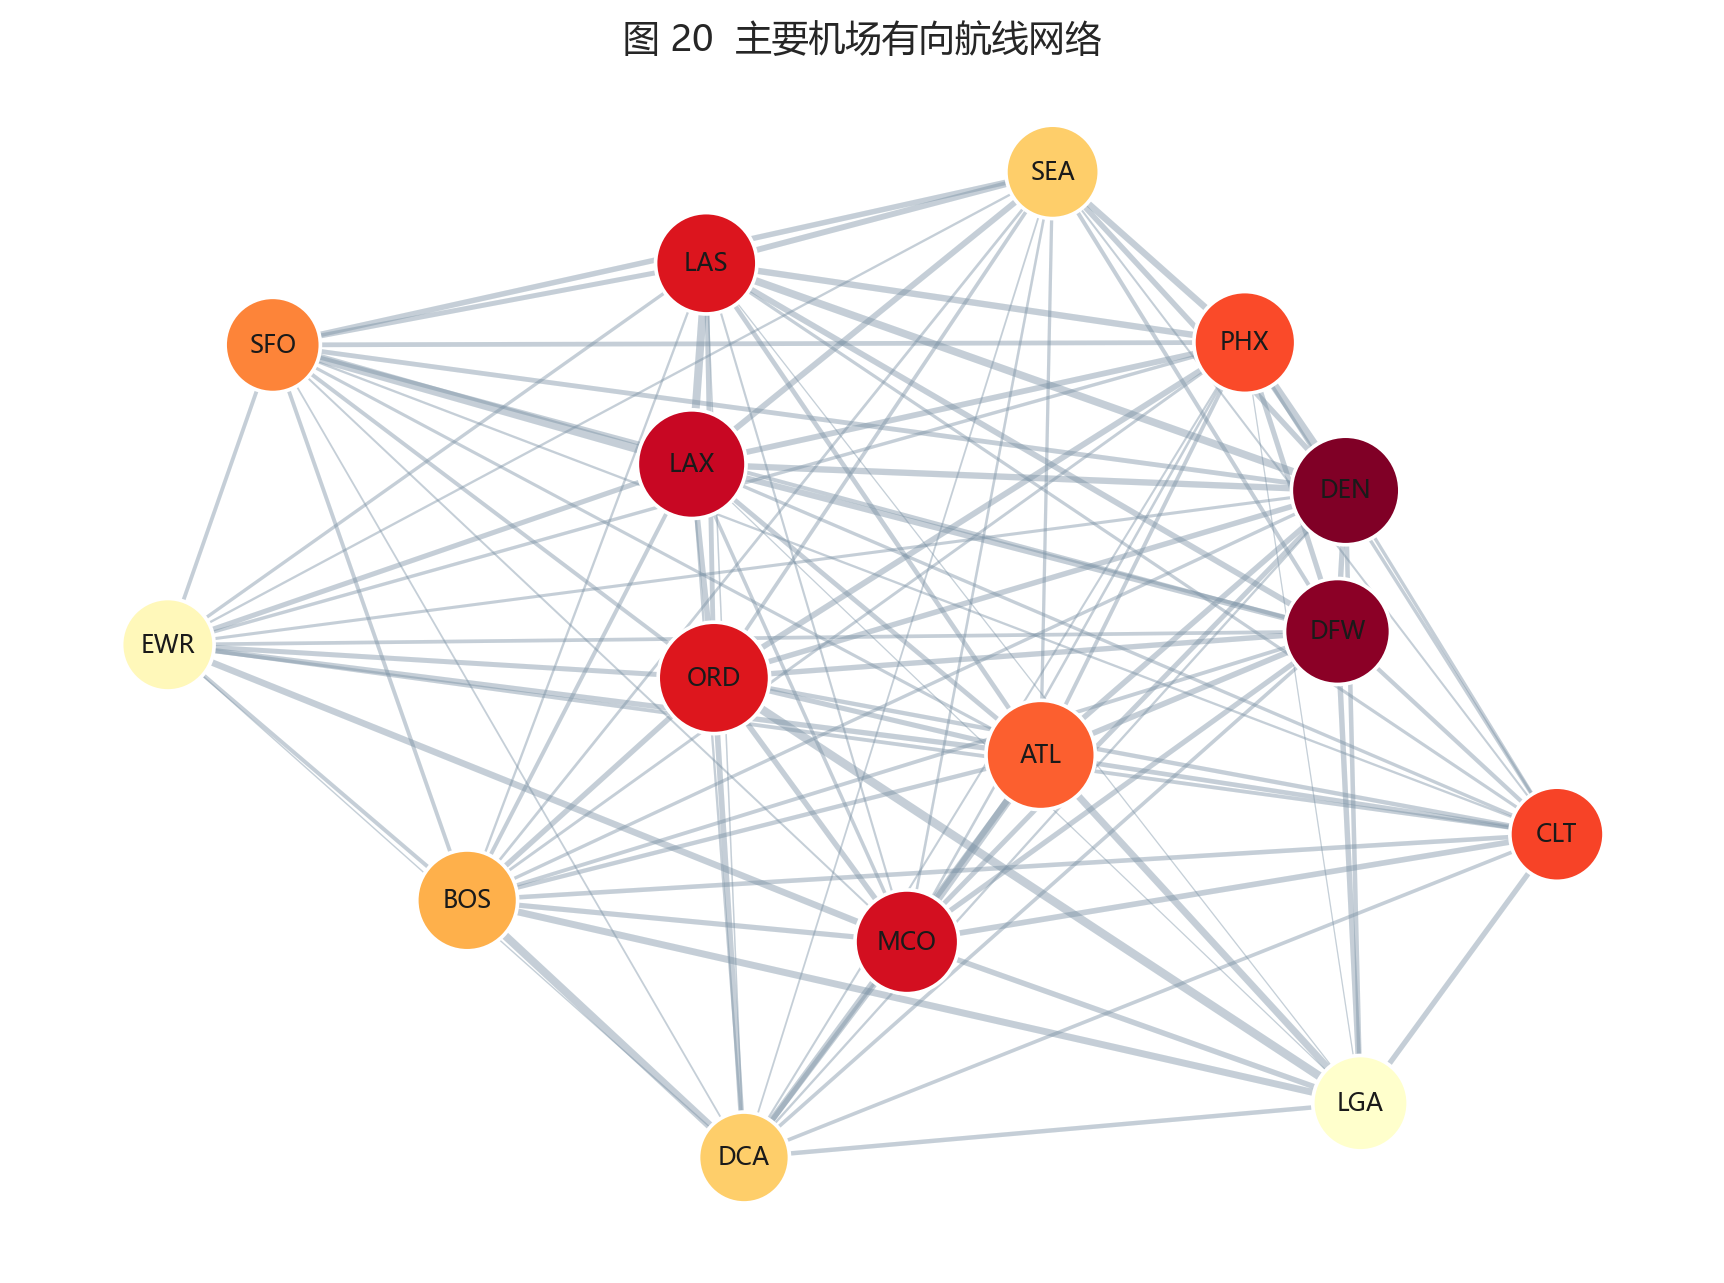 图 20 主要机场有向航线网络
SEA
LAS
SFO
PHX
LAX
DEN
DFW
EWR
ORD
ATL
CLT
BOS
MCO
LGA
DCA